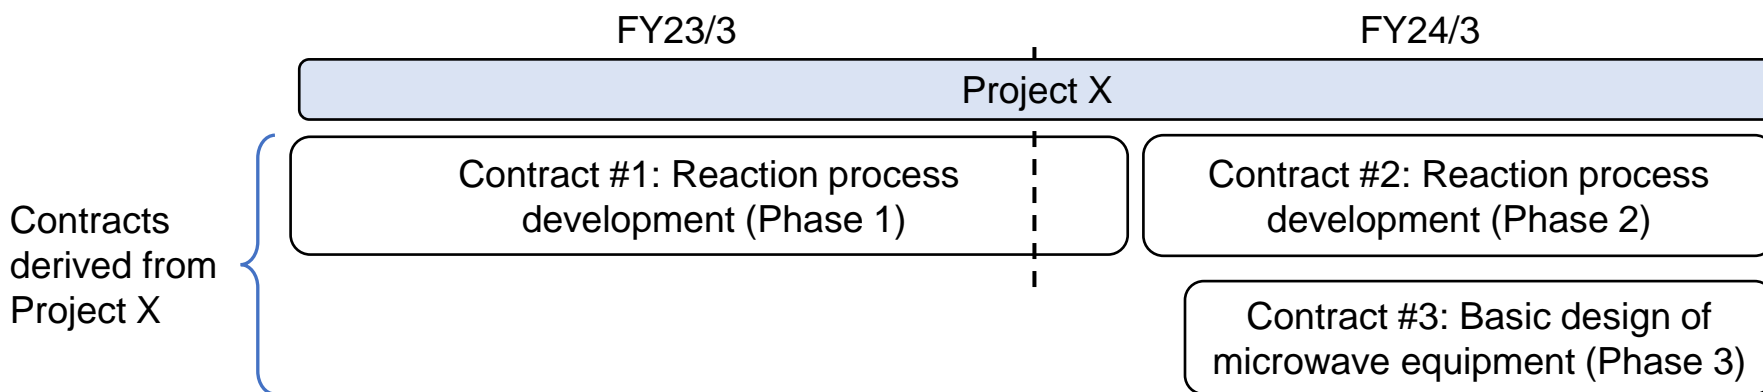 FY23/3
FY24/3
Project X
Contracts
derived from
Project X
Contract #1: Reaction process
development (Phase 1)
Contract #2: Reaction process
development (Phase 2)
Contract #3: Basic design of
microwave equipment (Phase 3)